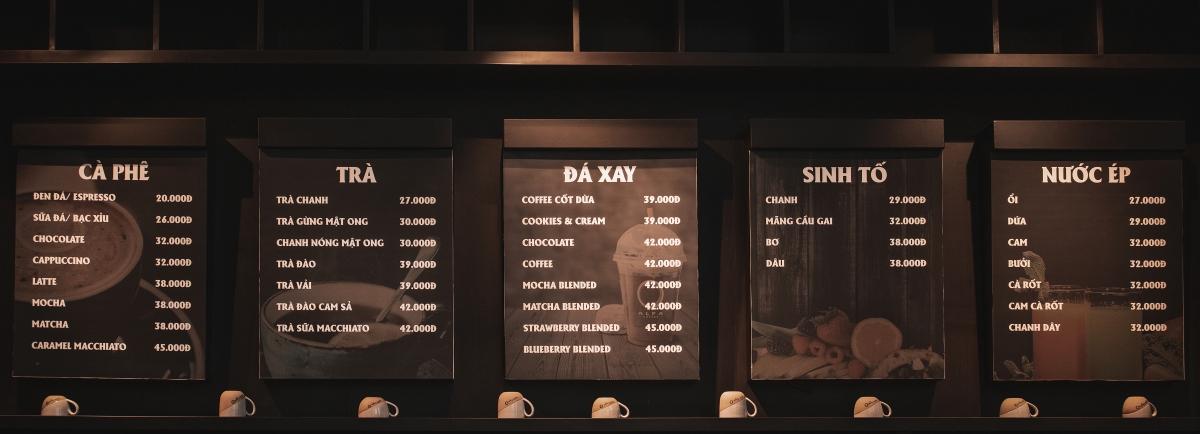 CÀ PHÊ
ĐEN ĐÁ/ ESPRESSO 20.000Đ
SỮA ĐÁ/ BẠC XỈU 26.000Đ
CHOCOLATE 32.000Đ
CAPPUCCINO 32.000Đ
LATTE 38.000Đ
MOCHA 38.000Đ
MATCHA 38.000Đ
CARAMEL MACCHIATO 45.000Đ
TRÀ
TRÀ CHANH 27.000Đ
TRÀ GỪNG MẬT ONG 30.000Đ
CHANH NÓNG MẬT ONG 30.000Đ
TRÀ ĐÀO 39.000Đ
TRÀ VẢI 39.000Đ
TRÀ ĐÀO CAM SẢ 42.000Đ
TRÀ SỮA MACCHIATO 42.000Đ
ĐÁ XAY
COFFEE CỐT DỪA 39.000Đ
COOKIES & CREAM 39.000Đ
CHOCOLATE 42.000Đ
COFFEE 42.000Đ
MOCHA BLENDED 42.000Đ
MATCHA BLENDED 42.000Đ
STRAWBERRY BLENDED 45.000Đ
BLUEBERRY BLENDED 45.000Đ
SINH TỐ
CHANH 29.000Đ
MÃNG CẦU GAI 32.000Đ
BƠ 38.000Đ
DÂU 38.000Đ
NƯỚC ÉP
ỔI 27.000Đ
DỨA 29.000Đ
CAM 32.000Đ
BƯỞI 32.000Đ
CÀ RỐT 32.000Đ
CAM CÀ RỐT 32.000Đ
CHANH DÂY 32.000Đ